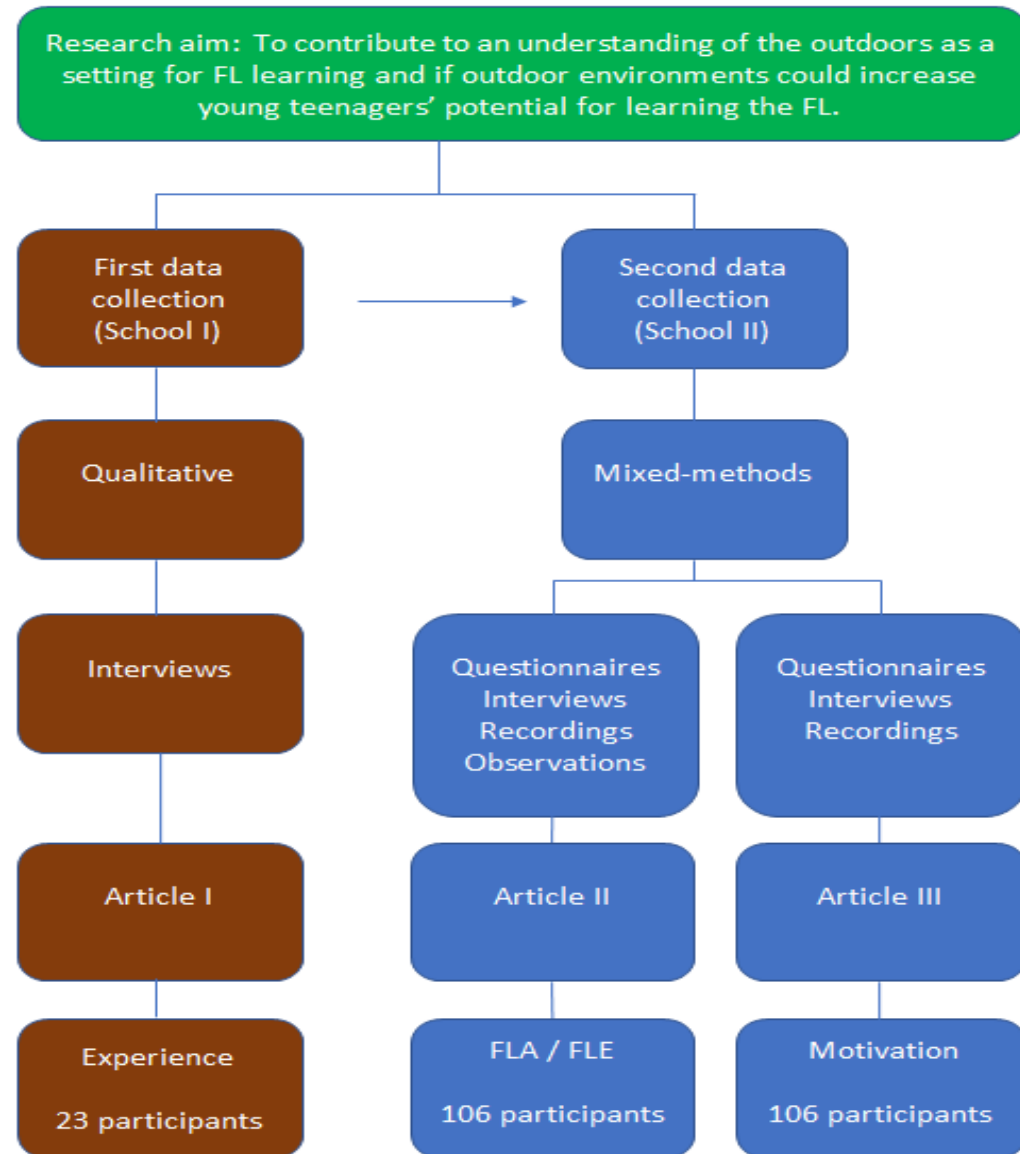 Research aim: To contribute to an understanding of the outdoors as a
setting for FL learning and if outdoor environments could increase
young teenagers’ potential for learning the FL.
First data
collection
(School I)
Second data
collection
(School II)
Qualitative
Mixed-methods
Interviews
Questionnaires
Interviews
Recordings
Observations
Questionnaires
Interviews
Recordings
Article I
Article II
Article III
Experience
23 participants
FLA / FLE
106 participants
Motivation
106 participants